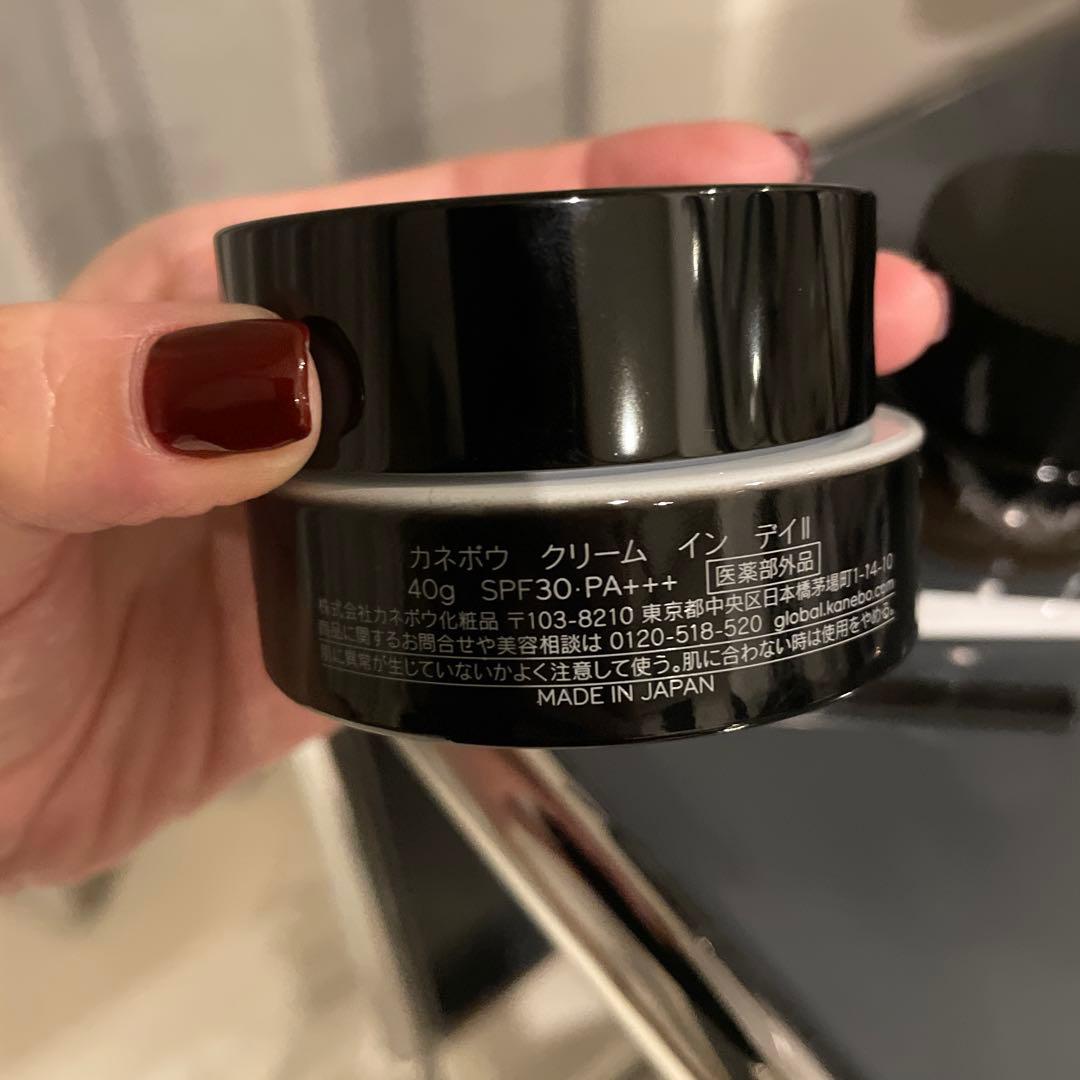 カネボウ クリーム イン デイⅡ
40g SPF30・PA+++ 医薬部外品
株式会社カネボウ化粧品 〒103-8210 東京都中央区日本橋茅場町1-14-10
商品に関するお問合せや美容相談は 0120-518-520 global.kanebo.com
肌に異常が生じていないかよく注意して使う。肌に合わない時は使用をやめる。
MADE IN JAPAN